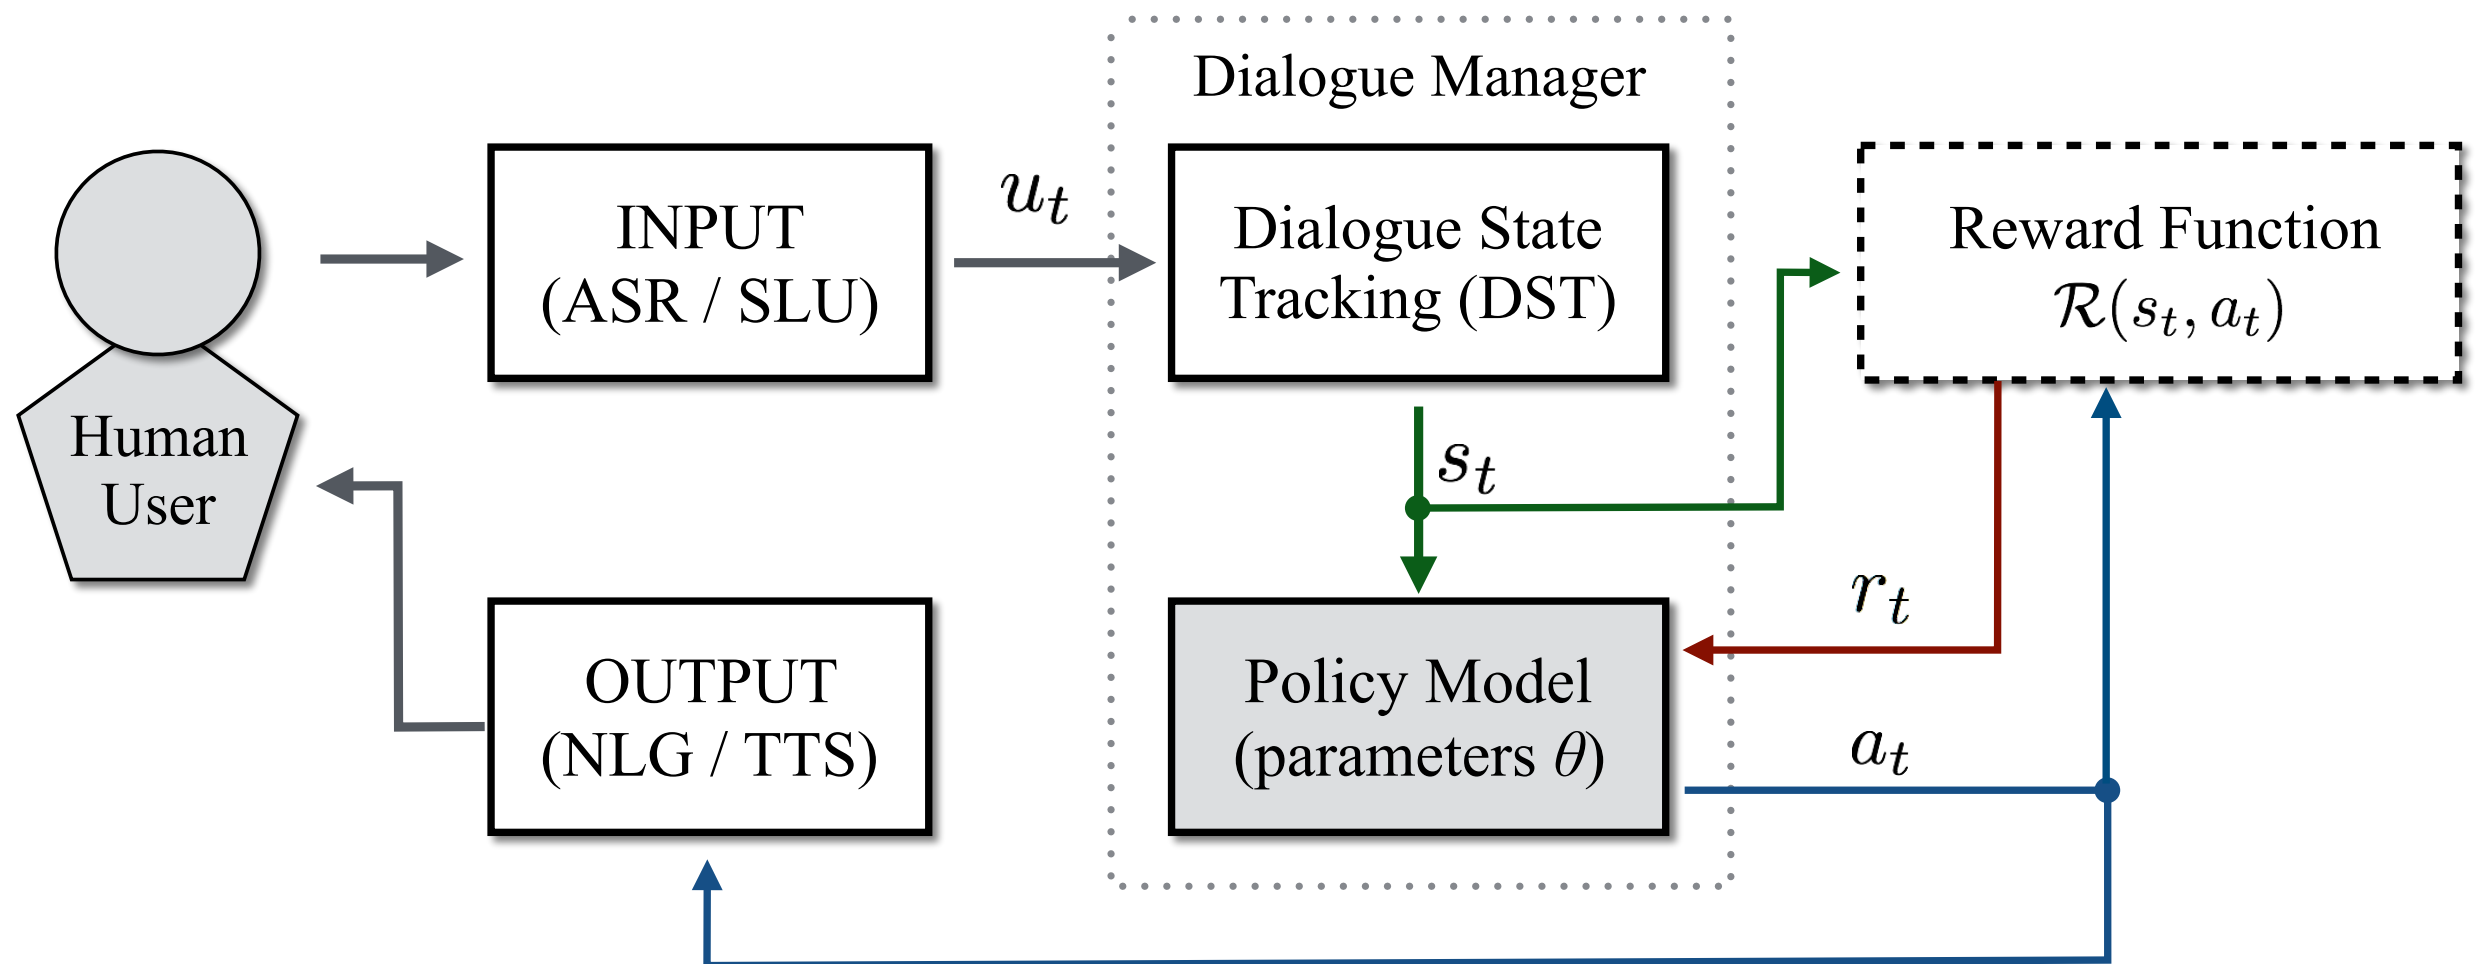 Dialogue Manager
Human
User
INPUT
(ASR / SLU)
u_t
Dialogue State
Tracking (DST)
Reward Function
ℛ(s_t, a_t)
s_t
r_t
OUTPUT
(NLG / TTS)
Policy Model
(parameters θ)
a_t